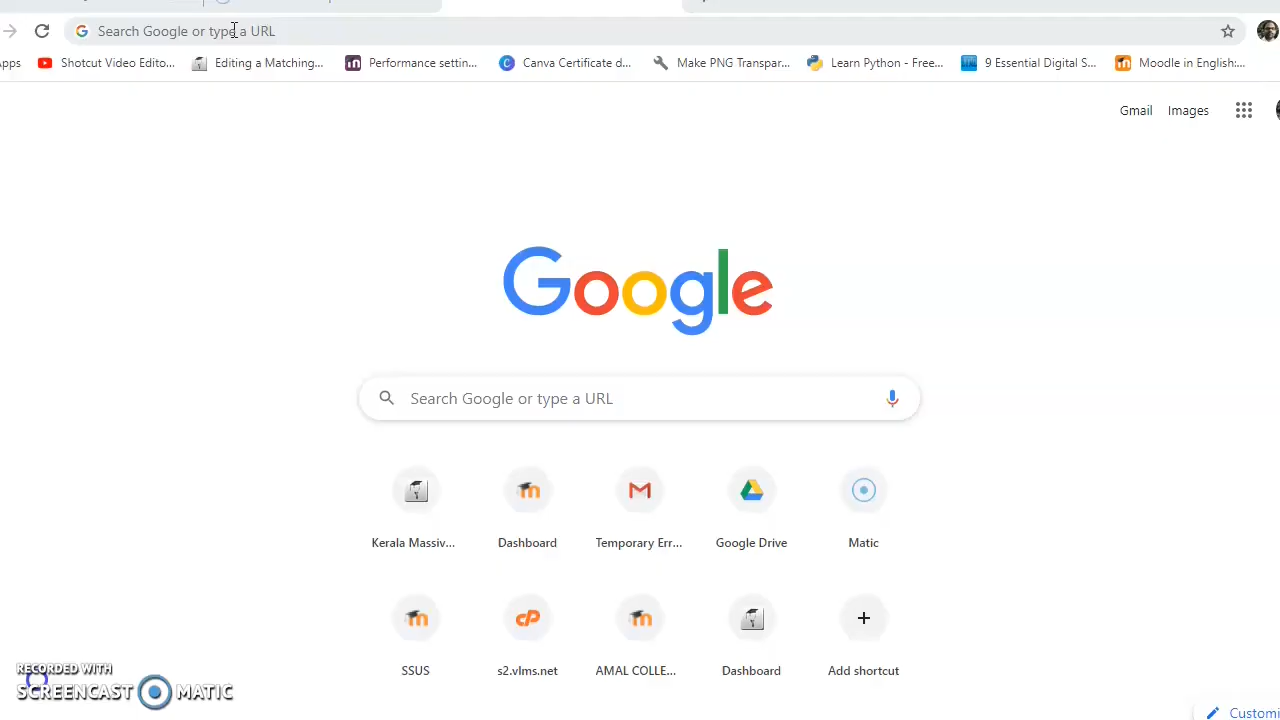 Search Google or type a URL
Shotcut Video Edito... Editing a Matching... Performance settin... Canva Certificate d... Make PNG Transpar... Learn Python - Free... 9 Essential Digital S... Moodle in English:...
Gmail Images
Google
Search Google or type a URL
Kerala Massiv... Dashboard Temporary Err... Google Drive Matic
SSUS s2.vlms.net AMAL COLLE... Dashboard Add shortcut
RECORDED WITH
SCREENCAST MATIC